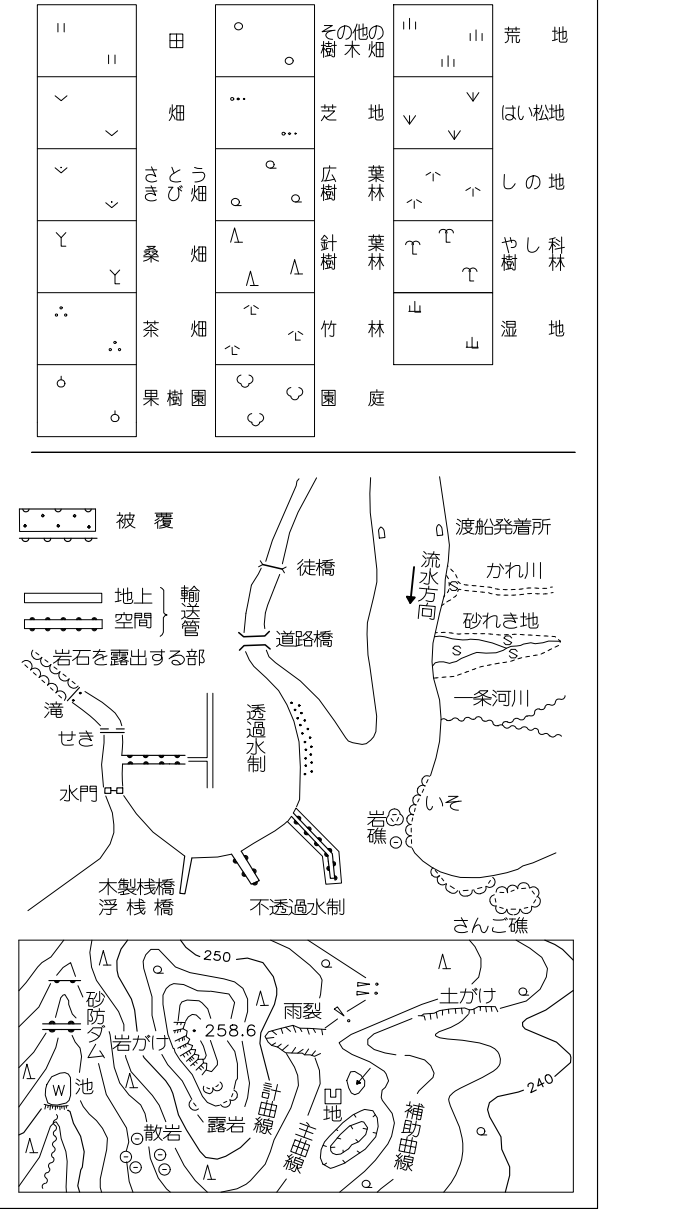 田
その他の
樹木畑
荒地
畑
芝地
はい松地
さとう
きび畑
広葉
樹林
しの地
桑畑
針葉
樹林
やし科
樹林
茶畑
竹林
湿地
果樹園
園庭
被覆
渡船発着所
徒橋
流水方向
かれ川
地上
空間
輸送管
砂れき地
道路橋
岩石を露出する部
一条河川
滝
透過水制
せき
水門
いそ
岩礁
木製桟橋
浮桟橋
不透過水制
さんご礁
250
砂防ダム
雨裂
土がけ
岩がけ
258.6
240
W
池
凹地
計曲線
主曲線
補助曲線
露岩
散岩